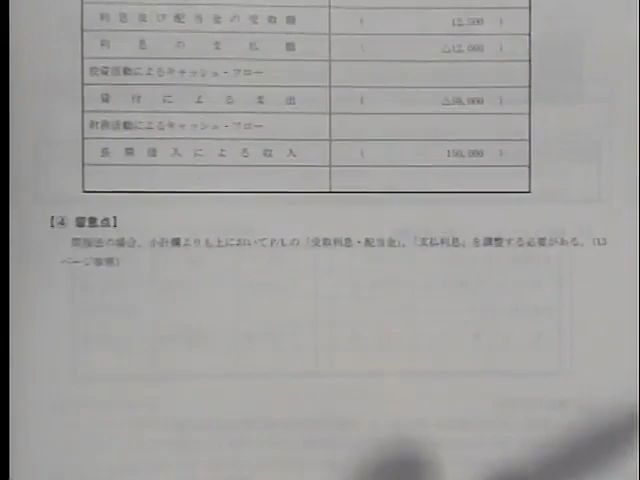 利息及び配当金の受取額 ( 12,500 )
利息の支払額 ( △12,000 )
投資活動によるキャッシュ・フロー
貸付による支出 ( △50,000 )
財務活動によるキャッシュ・フロー
長期借入による収入 ( 150,000 )
【④ 留意点】
間接法の場合、小計欄よりも上においてP/Lの「受取利息・配当金」、「支払利息」を調整する必要がある。(13
ページ参照)